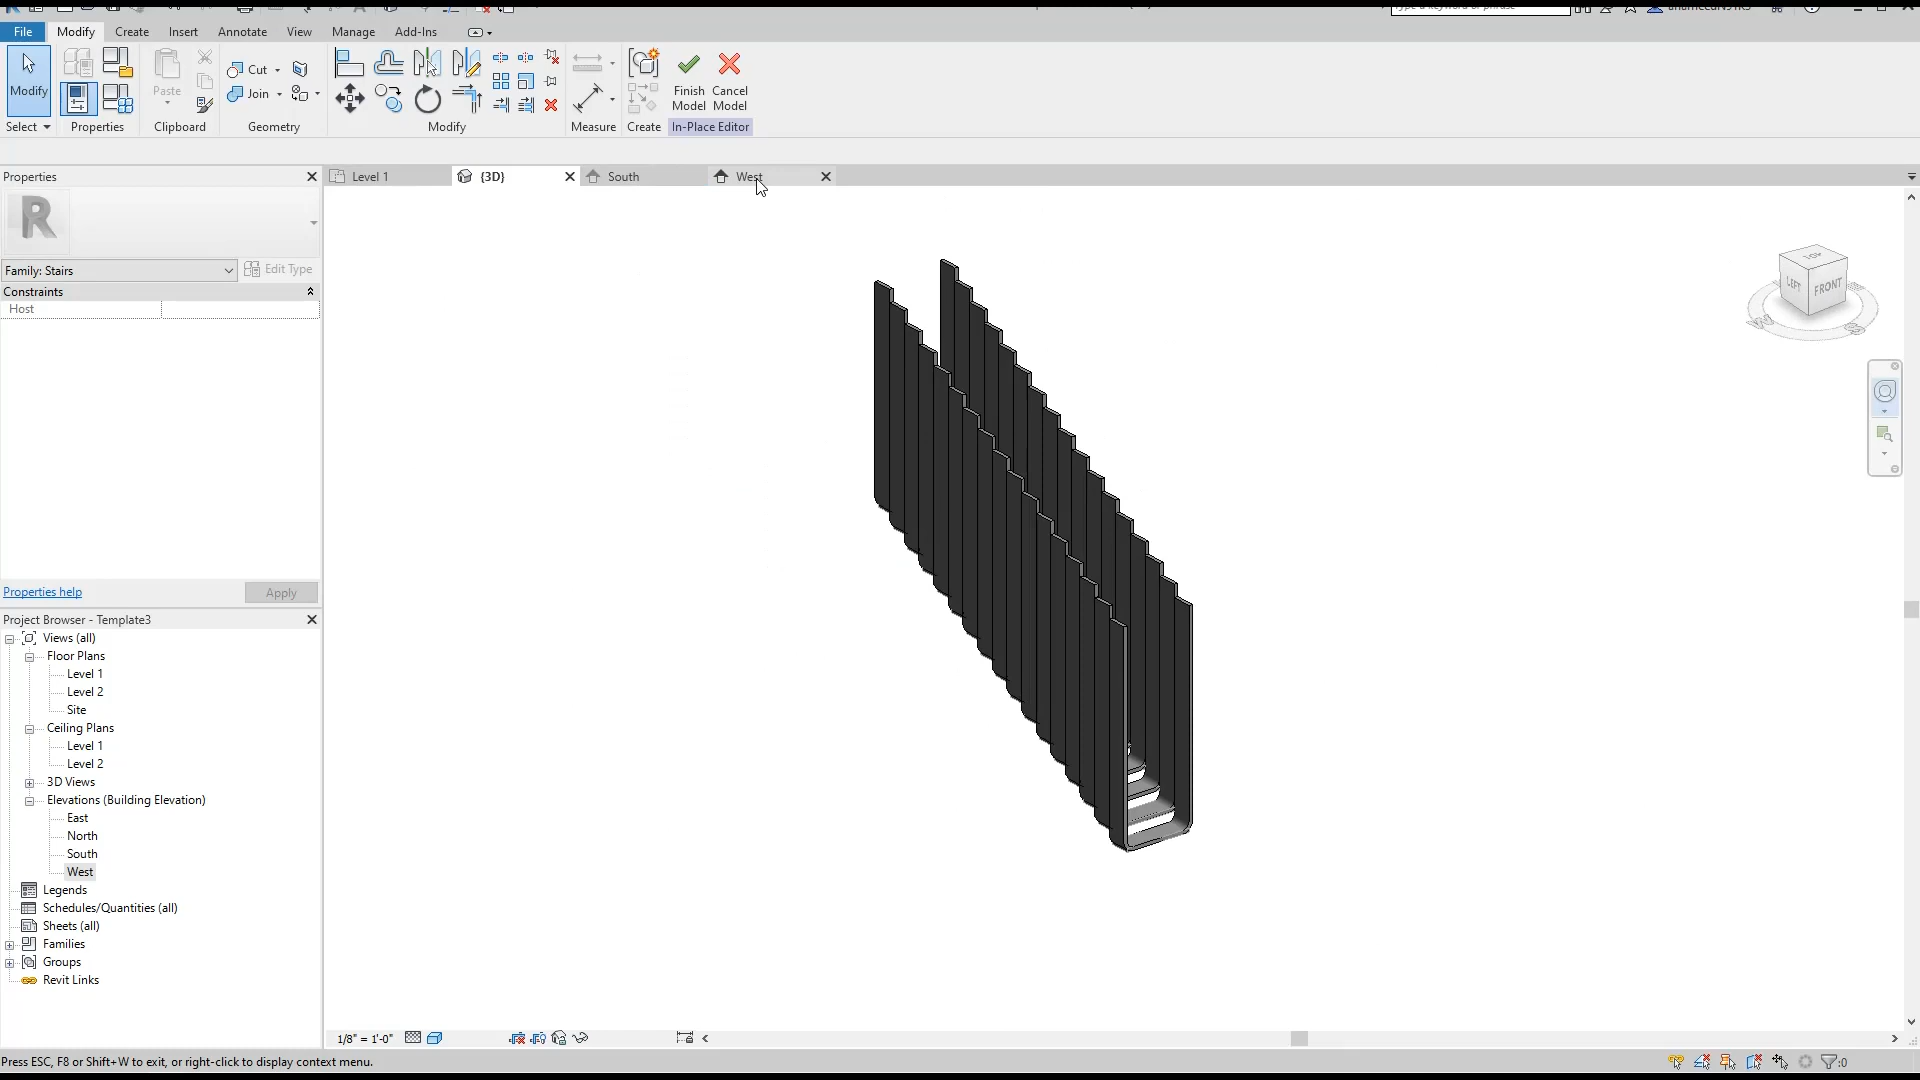 File Modify Create Insert Annotate View Manage Add-Ins
Modify
Paste
Cut
Join
Finish Model
Cancel Model
Select Properties Clipboard Geometry Modify Measure Create In-Place Editor
Properties
Level 1 {3D} South West
R
Family: Stairs Edit Type
Constraints
Host
TOP
LEFT FRONT
W S
Properties help Apply
Project Browser - Template3
Views (all)
Floor Plans
Level 1
Level 2
Site
Ceiling Plans
Level 1
Level 2
3D Views
Elevations (Building Elevation)
East
North
South
West
Legends
Schedules/Quantities (all)
Sheets (all)
Families
Groups
Revit Links
1/8" = 1'-0"
Press ESC, F8 or Shift+W to exit, or right-click to display context menu.
:0